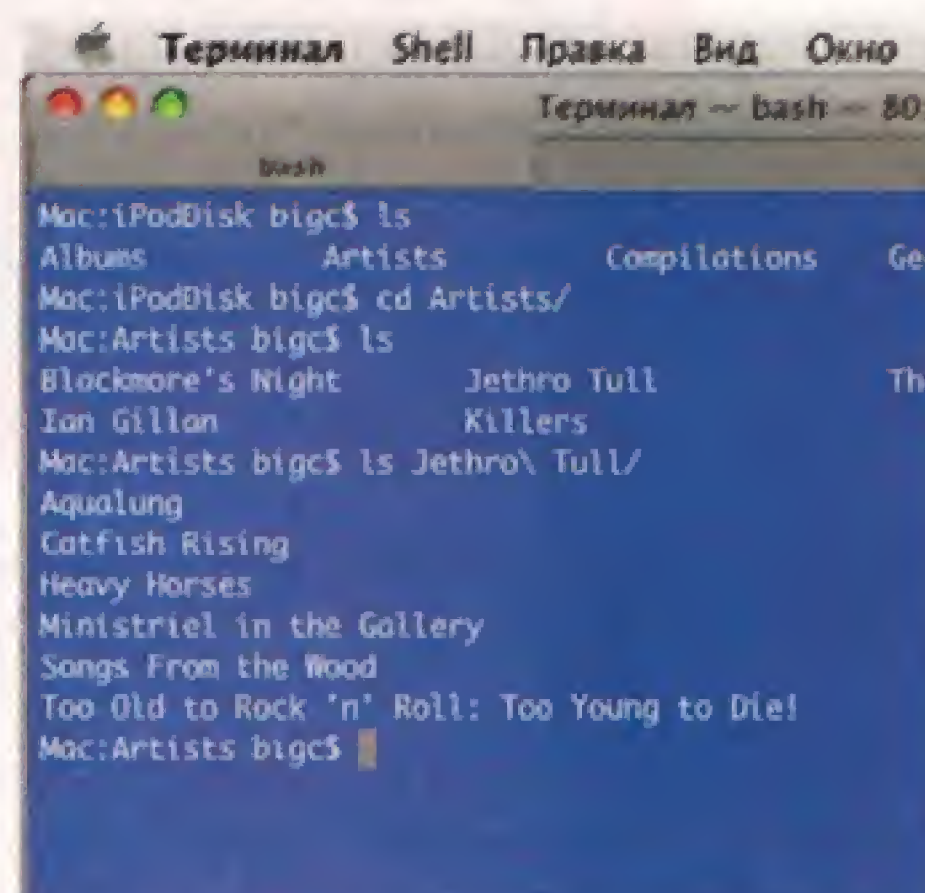 Терминал Shell Правка Вид Окно
Терминал — bash — 80
bash
Mac:iPodDisk bigc$ ls
Albums Artists Compilations Ge
Mac:iPodDisk bigc$ cd Artists/
Mac:Artists bigc$ ls
Blackmore's Night Jethro Tull Th
Ian Gillan Killers
Mac:Artists bigc$ ls Jethro\ Tull/
Aqualung
Catfish Rising
Heavy Horses
Ministriel in the Gallery
Songs From the Wood
Too Old to Rock 'n' Roll: Too Young to Die!
Mac:Artists bigc$